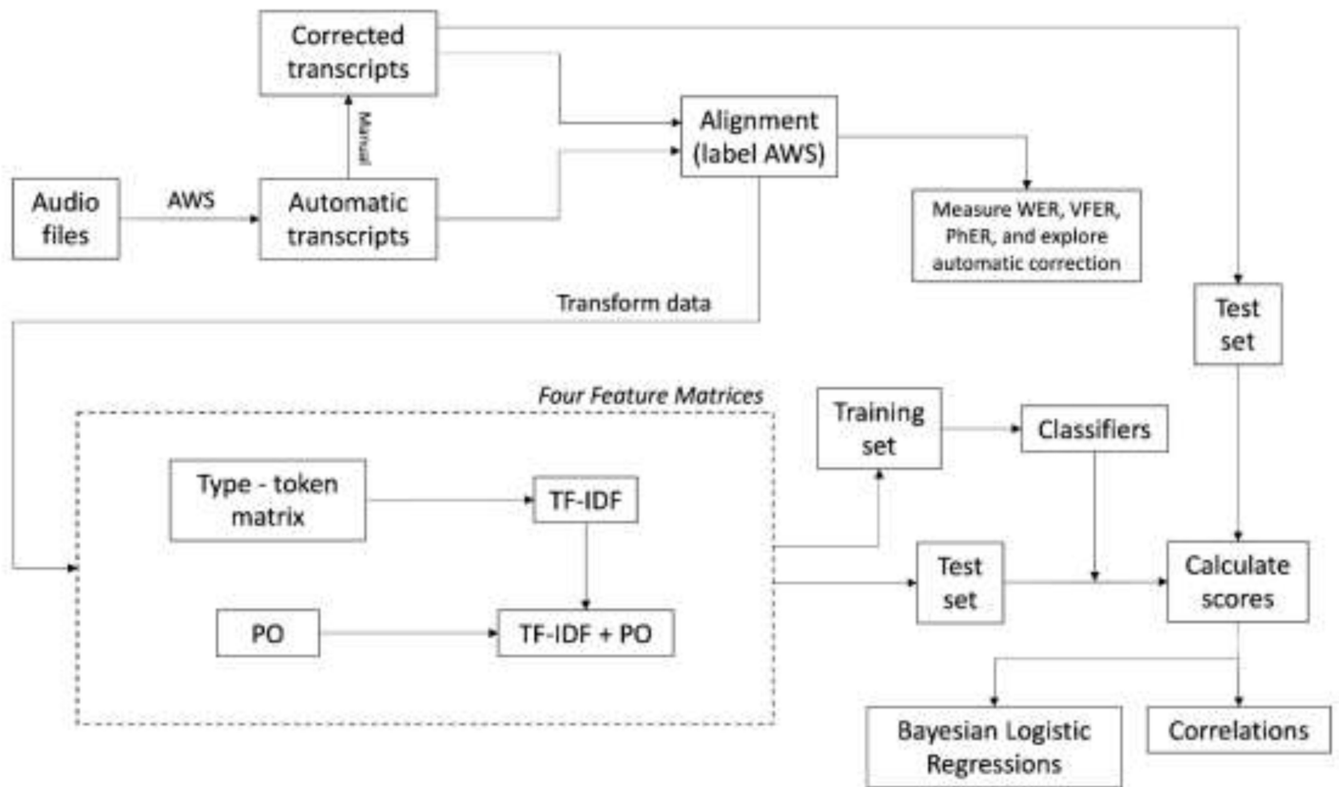 Corrected
transcripts
Manual
Audio
files
AWS
Automatic
transcripts
Alignment
(label AWS)
Measure WER, VFER,
PhER, and explore
automatic correction
Transform data
Test
set
Four Feature Matrices
Type - token
matrix
TF-IDF
PO
TF-IDF + PO
Training
set
Classifiers
Test
set
Calculate
scores
Bayesian Logistic
Regressions
Correlations